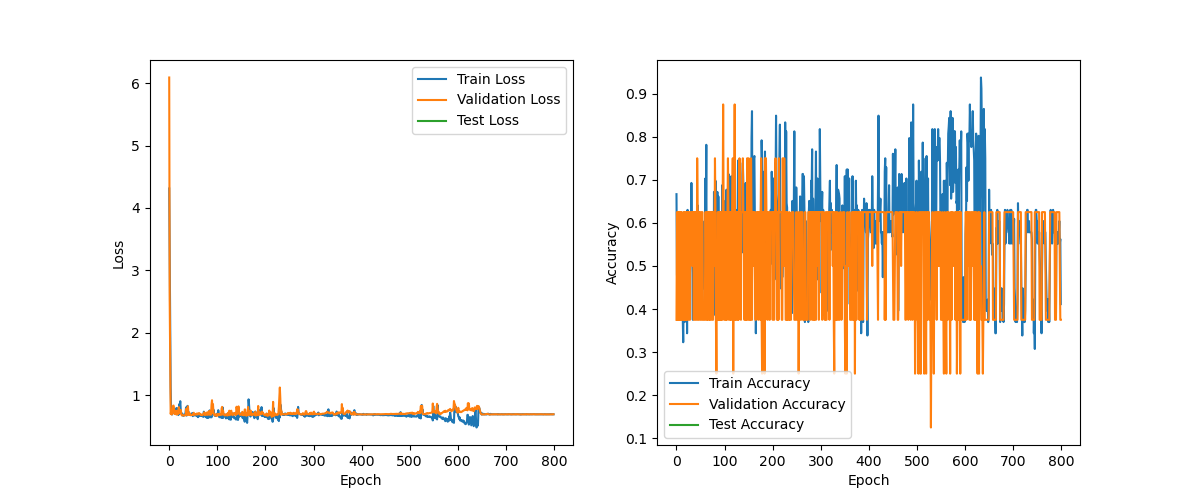 Loss
6
5
4
3
2
1
0 100 200 300 400 500 600 700 800
Epoch
Train Loss
Validation Loss
Test Loss
Accuracy
0.9
0.8
0.7
0.6
0.5
0.4
0.3
0.2
0.1
0 100 200 300 400 500 600 700 800
Epoch
Train Accuracy
Validation Accuracy
Test Accuracy